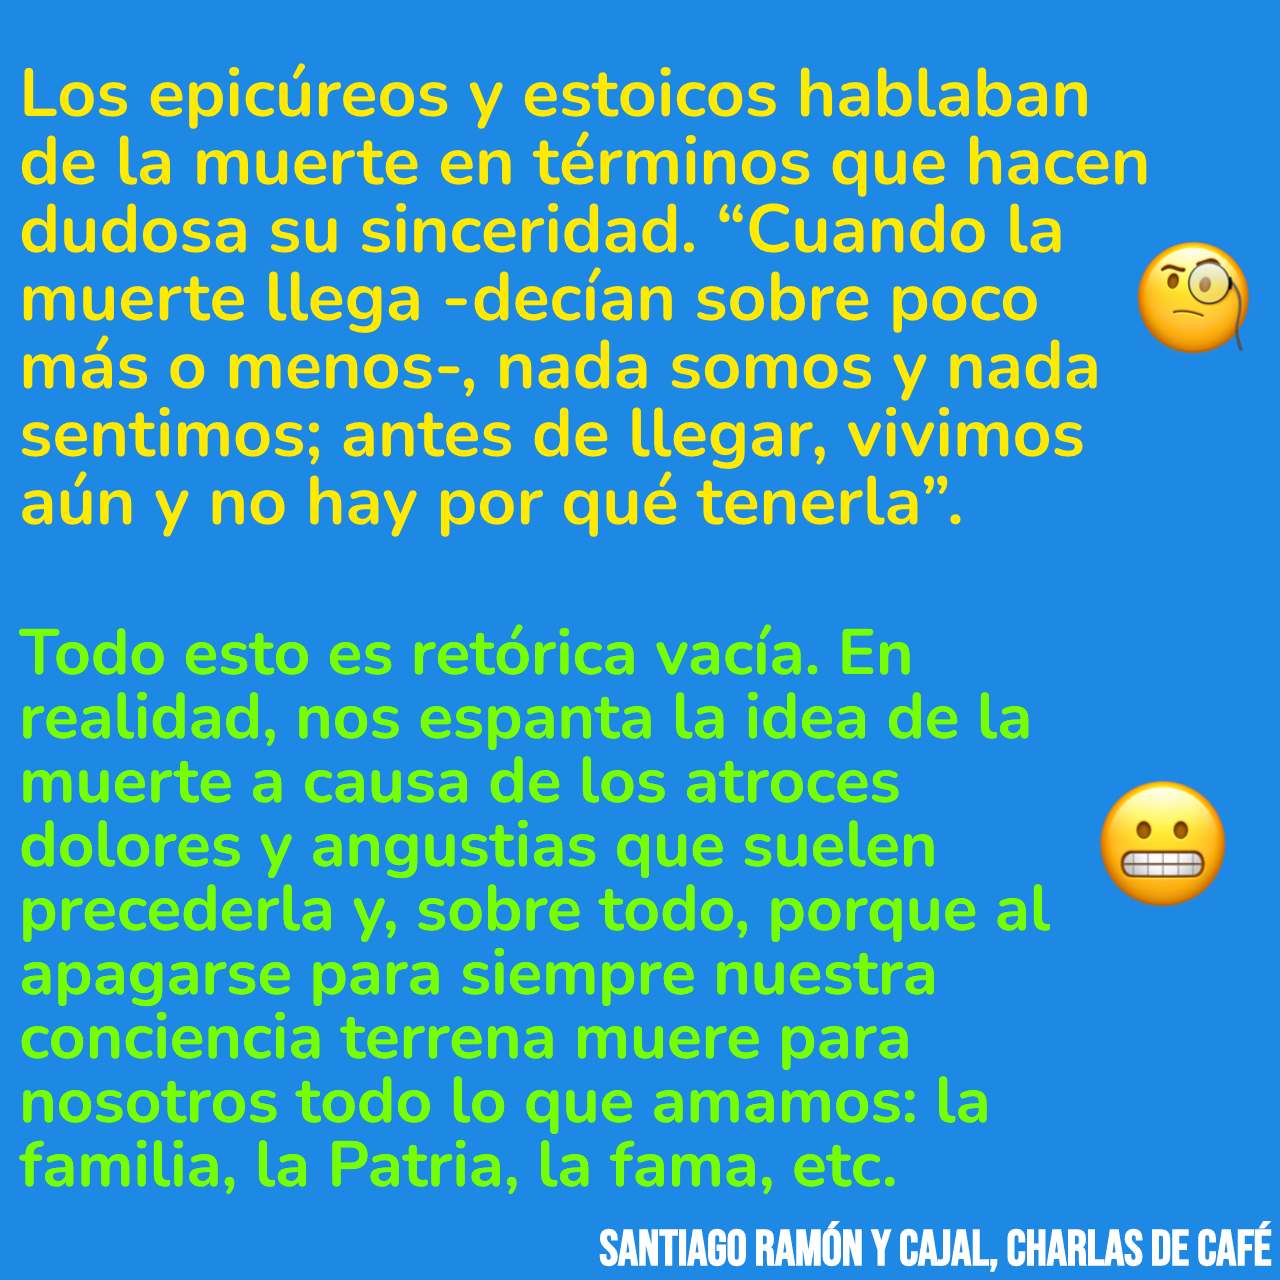 Los epicúreos y estoicos hablaban
de la muerte en términos que hacen
dudosa su sinceridad. “Cuando la
muerte llega -decían sobre poco
más o menos-, nada somos y nada
sentimos; antes de llegar, vivimos
aún y no hay por qué tenerla”.
Todo esto es retórica vacía. En
realidad, nos espanta la idea de la
muerte a causa de los atroces
dolores y angustias que suelen
precederla y, sobre todo, porque al
apagarse para siempre nuestra
conciencia terrena muere para
nosotros todo lo que amamos: la
familia, la Patria, la fama, etc.
SANTIAGO RAMÓN Y CAJAL, CHARLAS DE CAFÉ